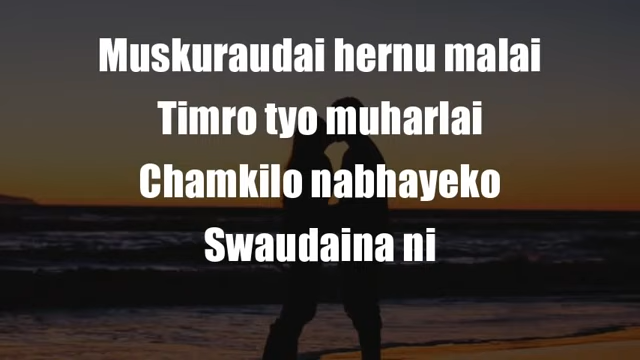 Muskuraudai hernu malai
Timro tyo muharlai
Chamkilo nabhayeko
Swaudaina ni